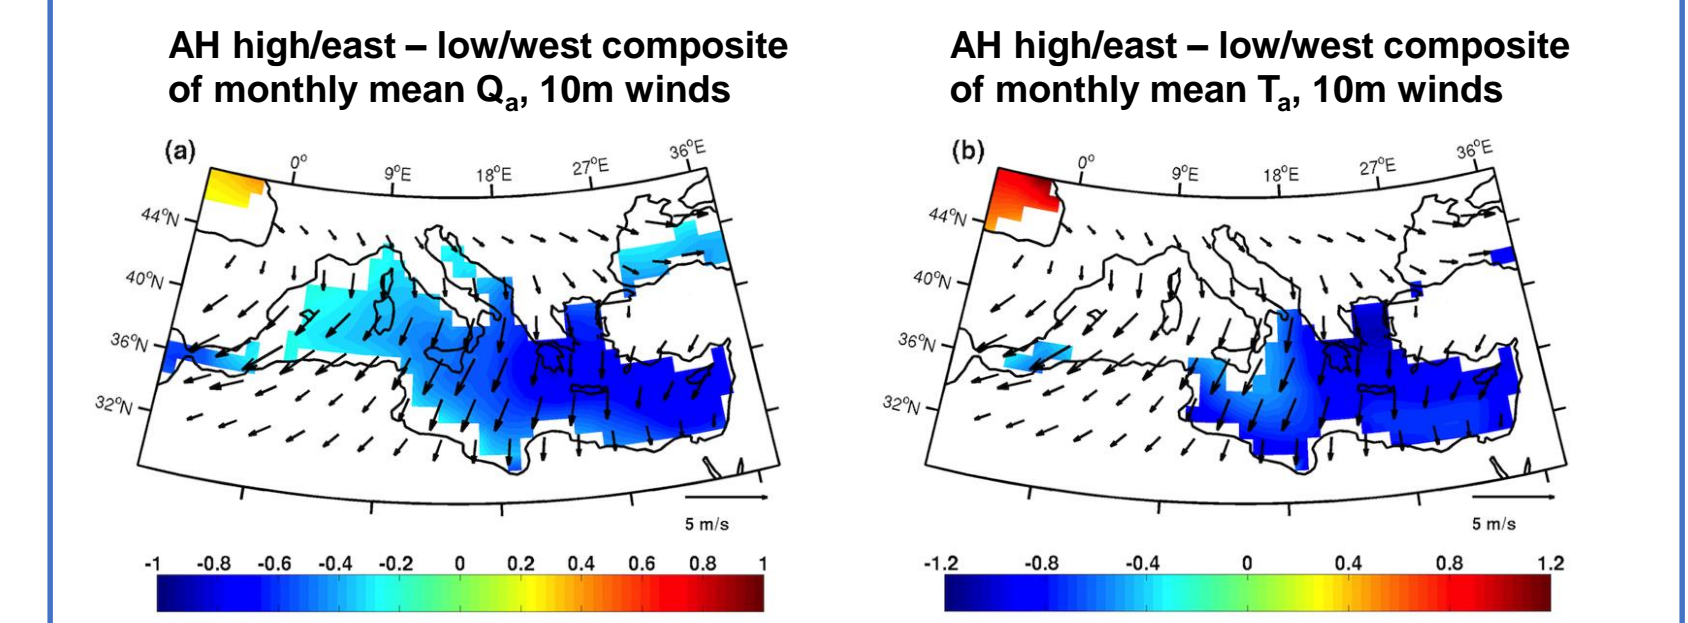 AH high/east – low/west composite
of monthly mean Qa, 10m winds
(a)
0° 9°E 18°E 27°E 36°E
44°N
40°N
36°N
32°N
5 m/s
-1 -0.8 -0.6 -0.4 -0.2 0 0.2 0.4 0.6 0.8 1
AH high/east – low/west composite
of monthly mean Ta, 10m winds
(b)
0° 9°E 18°E 27°E 36°E
44°N
40°N
36°N
32°N
5 m/s
-1.2 -0.8 -0.4 0 0.4 0.8 1.2